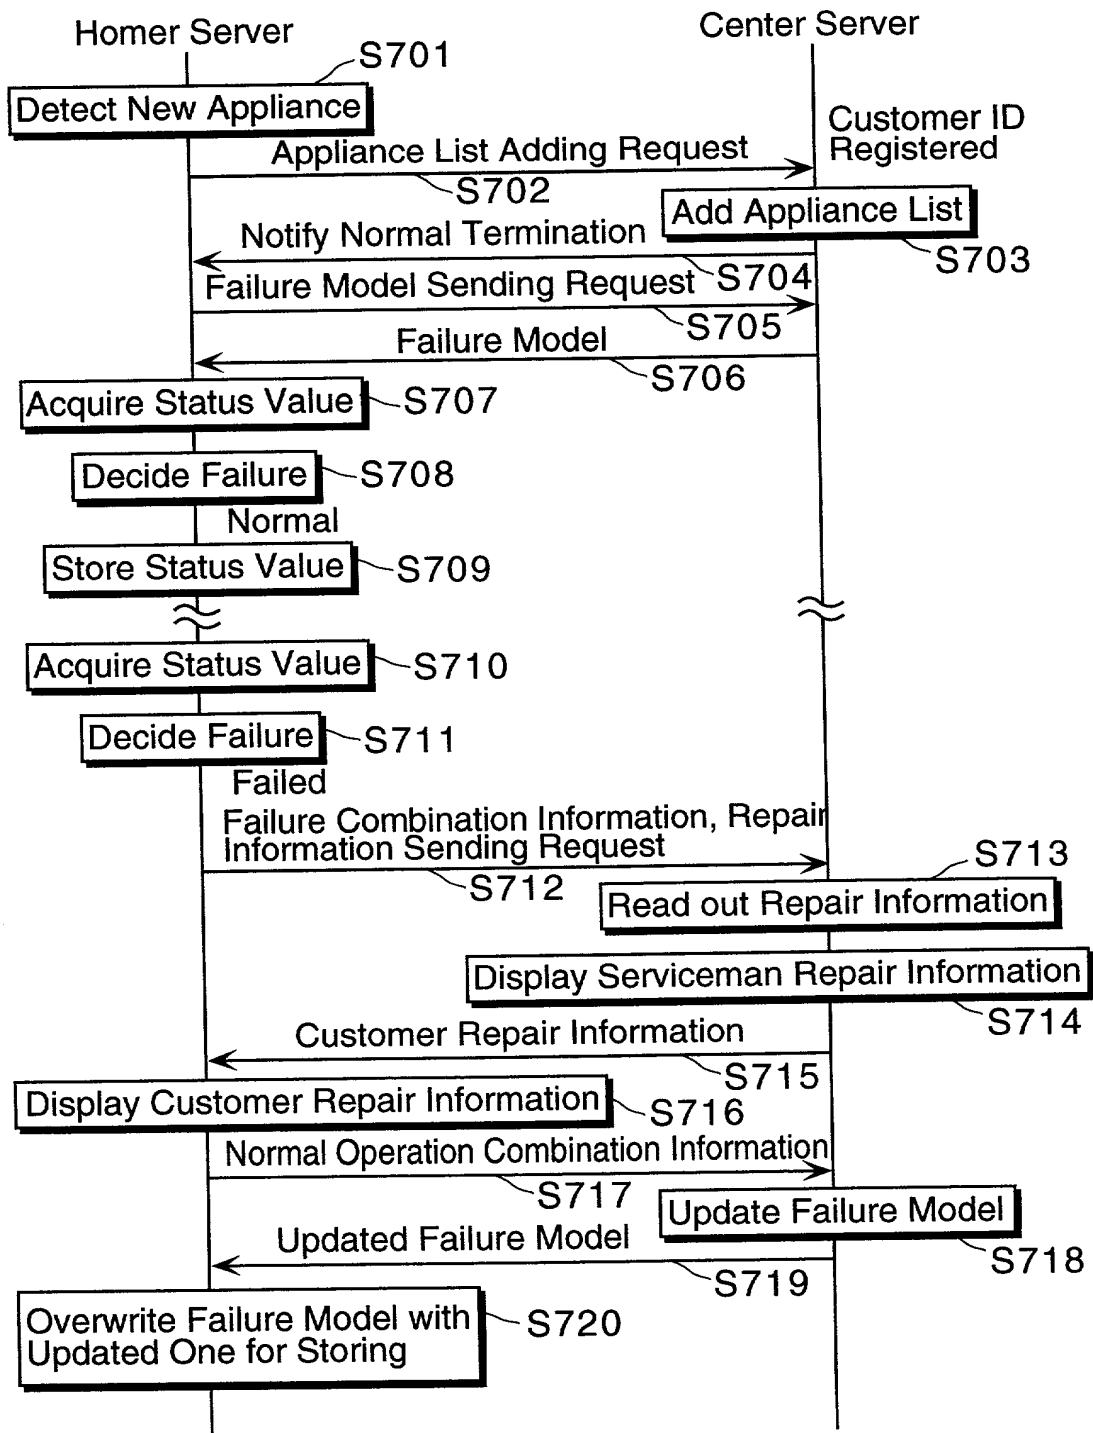 Homer Server
Center Server
S701
Detect New Appliance
Customer ID
Registered
Appliance List Adding Request
S702
Add Appliance List
S703
Notify Normal Termination
S704
Failure Model Sending Request
S705
Failure Model
S706
Acquire Status Value
S707
Decide Failure
S708
Normal
Store Status Value
S709
Acquire Status Value
S710
Decide Failure
S711
Failed
Failure Combination Information, Repair
Information Sending Request
S712
S713
Read out Repair Information
Display Serviceman Repair Information
S714
Customer Repair Information
S715
Display Customer Repair Information
S716
Normal Operation Combination Information
S717
Update Failure Model
S718
Updated Failure Model
S719
Overwrite Failure Model with
Updated One for Storing
S720